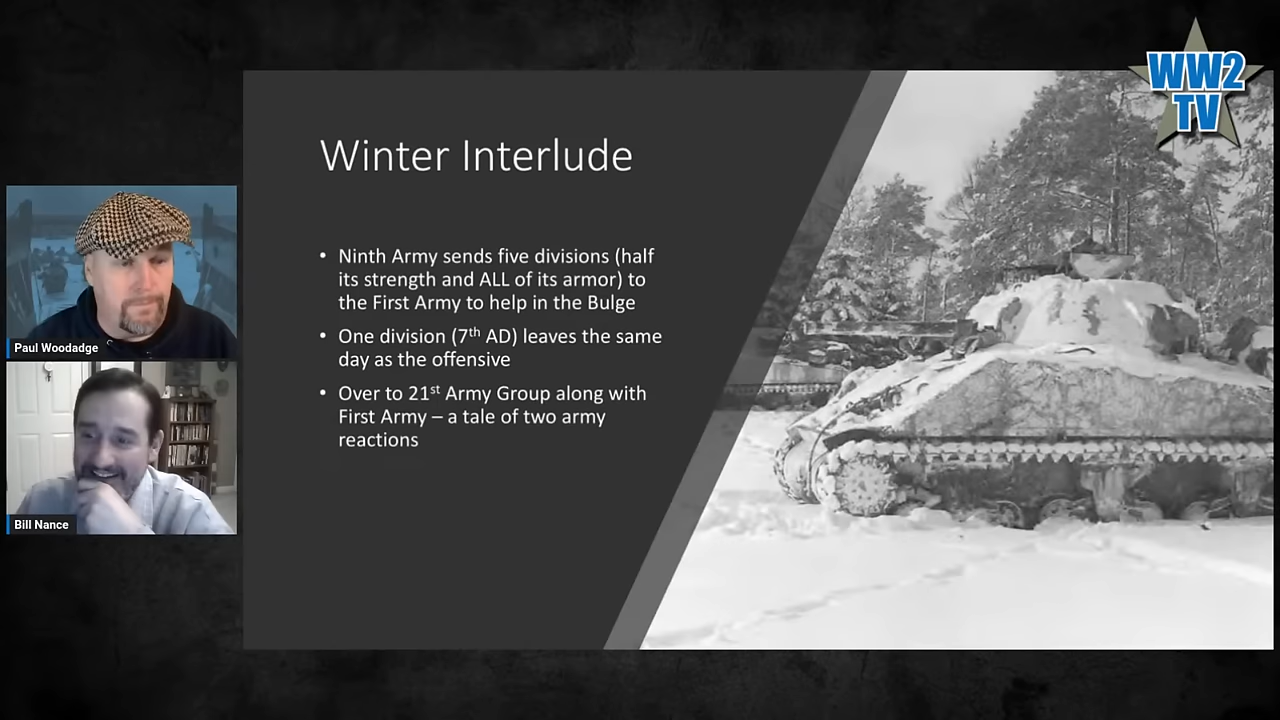 WW2
TV
Winter Interlude
• Ninth Army sends five divisions (half
its strength and ALL of its armor) to
the First Army to help in the Bulge
• One division (7th AD) leaves the same
day as the offensive
• Over to 21st Army Group along with
First Army – a tale of two army
reactions
Paul Woodadge
Bill Nance